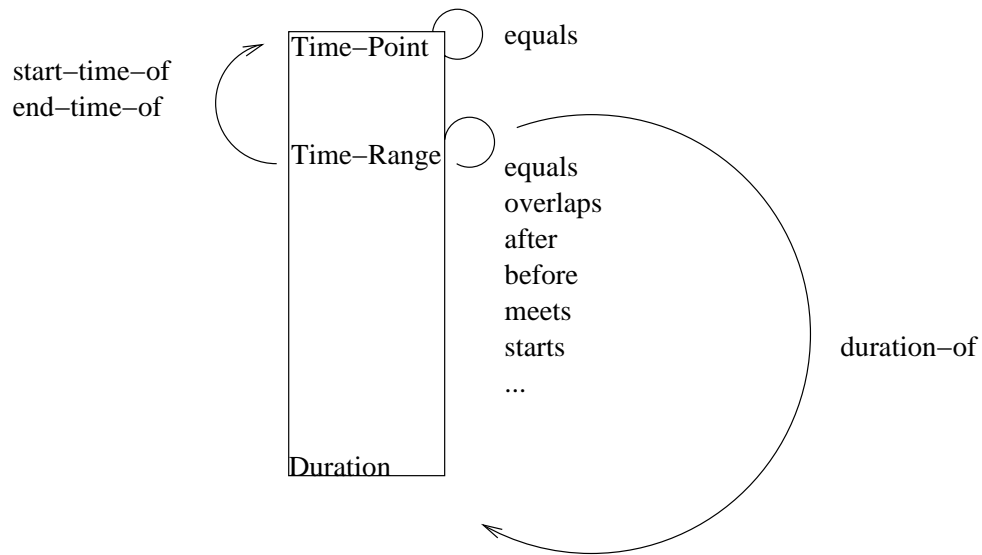 start−time−of
end−time−of
Time−Point
equals
Time−Range
equals
overlaps
after
before
meets
starts
...
duration−of
Duration